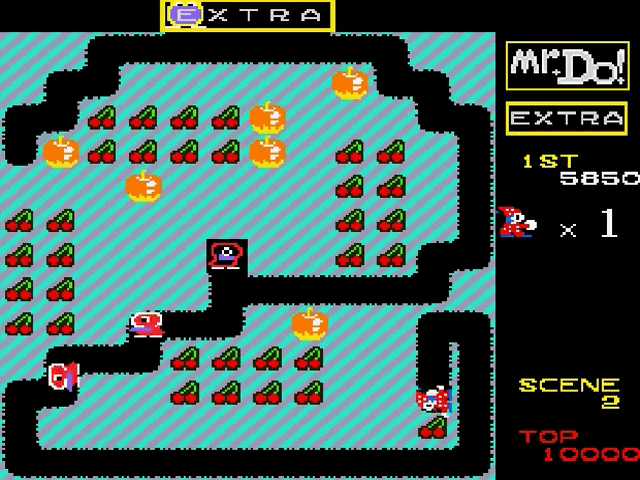 EXTRA
Mr. Do!
EXTRA
1ST
5850
x 1
SCENE
2
TOP
10000